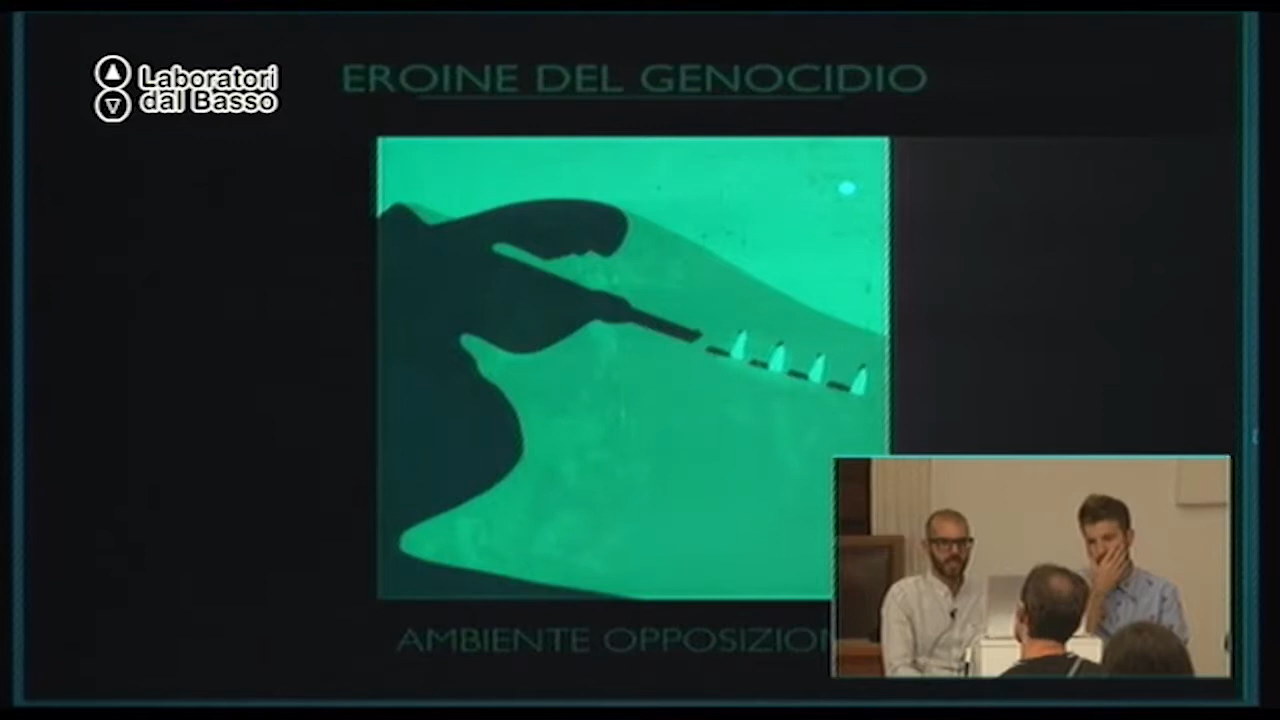 Laboratori
dal Basso
EROINE DEL GENOCIDIO
AMBIENTE OPPOSIZION